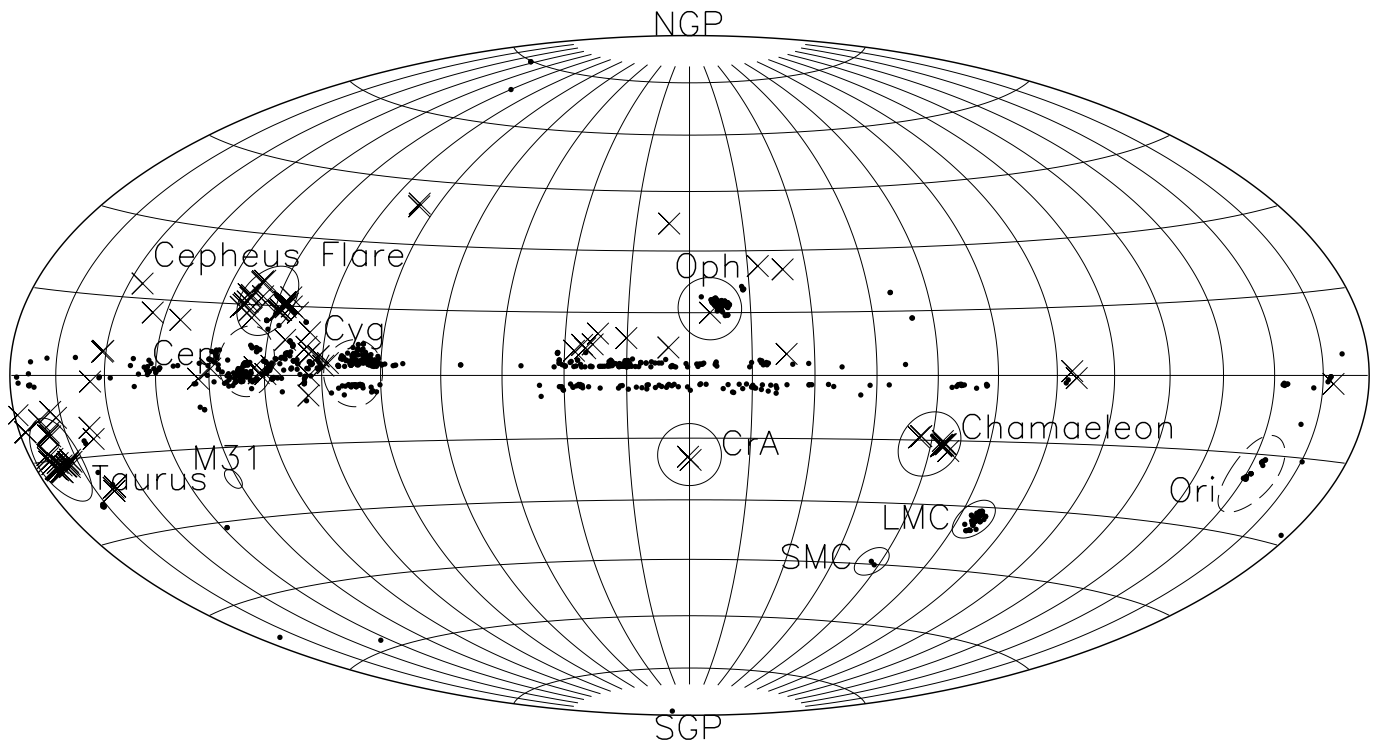 NGP
Cepheus Flare
Oph
Cyg
Cep
Chamaeleon
CrA
M31
Taurus
Ori
LMC
SMC
SGP